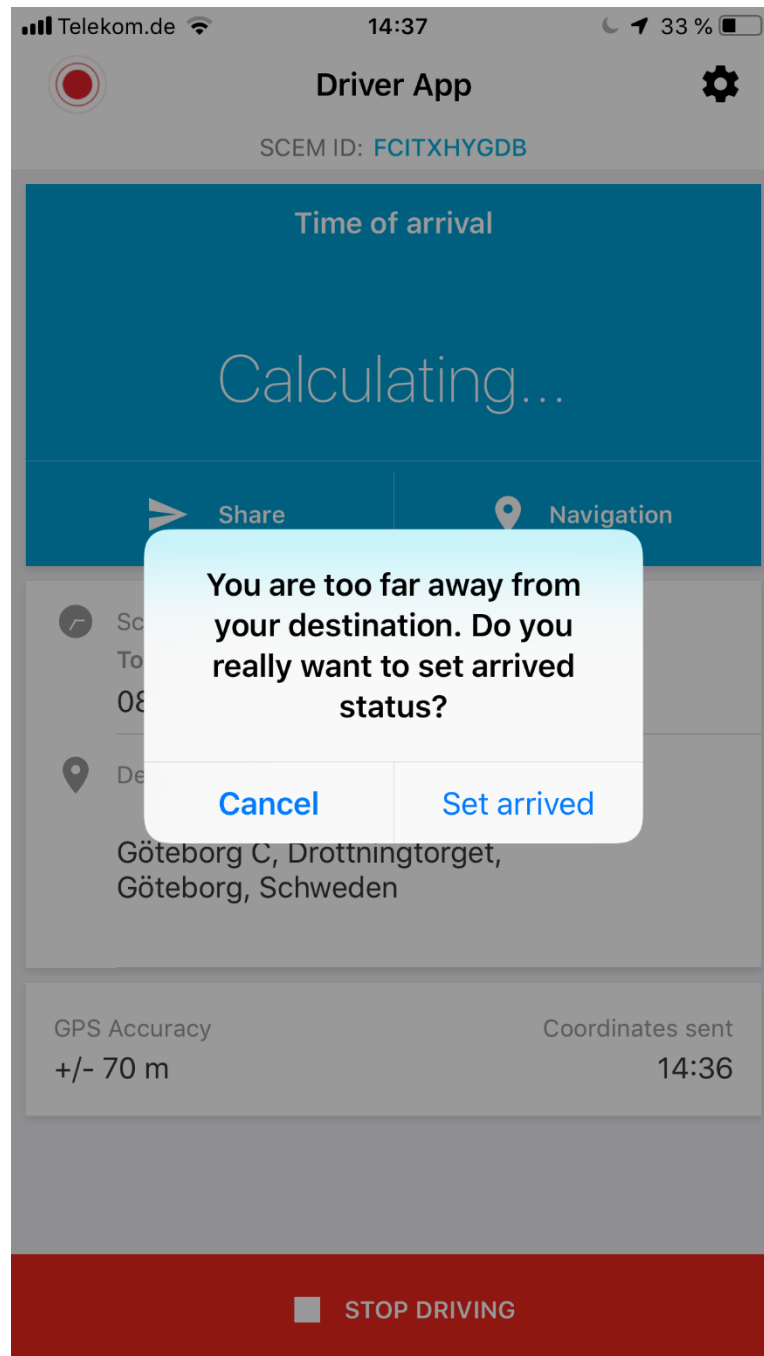 Telekom.de 14:37 33 %
Driver App
SCEM ID: FCITXHYGDB
Time of arrival
Calculating...
Share Navigation
You are too far away from
your destination. Do you
really want to set arrived
status?
Cancel Set arrived
Göteborg C, Drottningtorget,
Göteborg, Schweden
GPS Accuracy Coordinates sent
+/- 70 m 14:36
STOP DRIVING